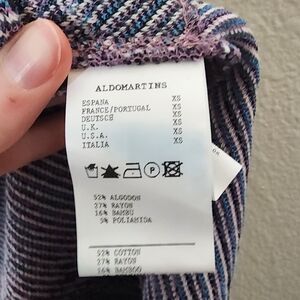 ALDOMARTINS
ESPANA XS
FRANCE/PORTUGAL XS
DEUTSCH XS
U.K. XS
U.S.A. XS
ITALIA XS
P
52% ALGODON
27% RAYON
16% BAMBU
5% POLIAMIDA
52% COTTON
27% RAYON
16% BAMBOO